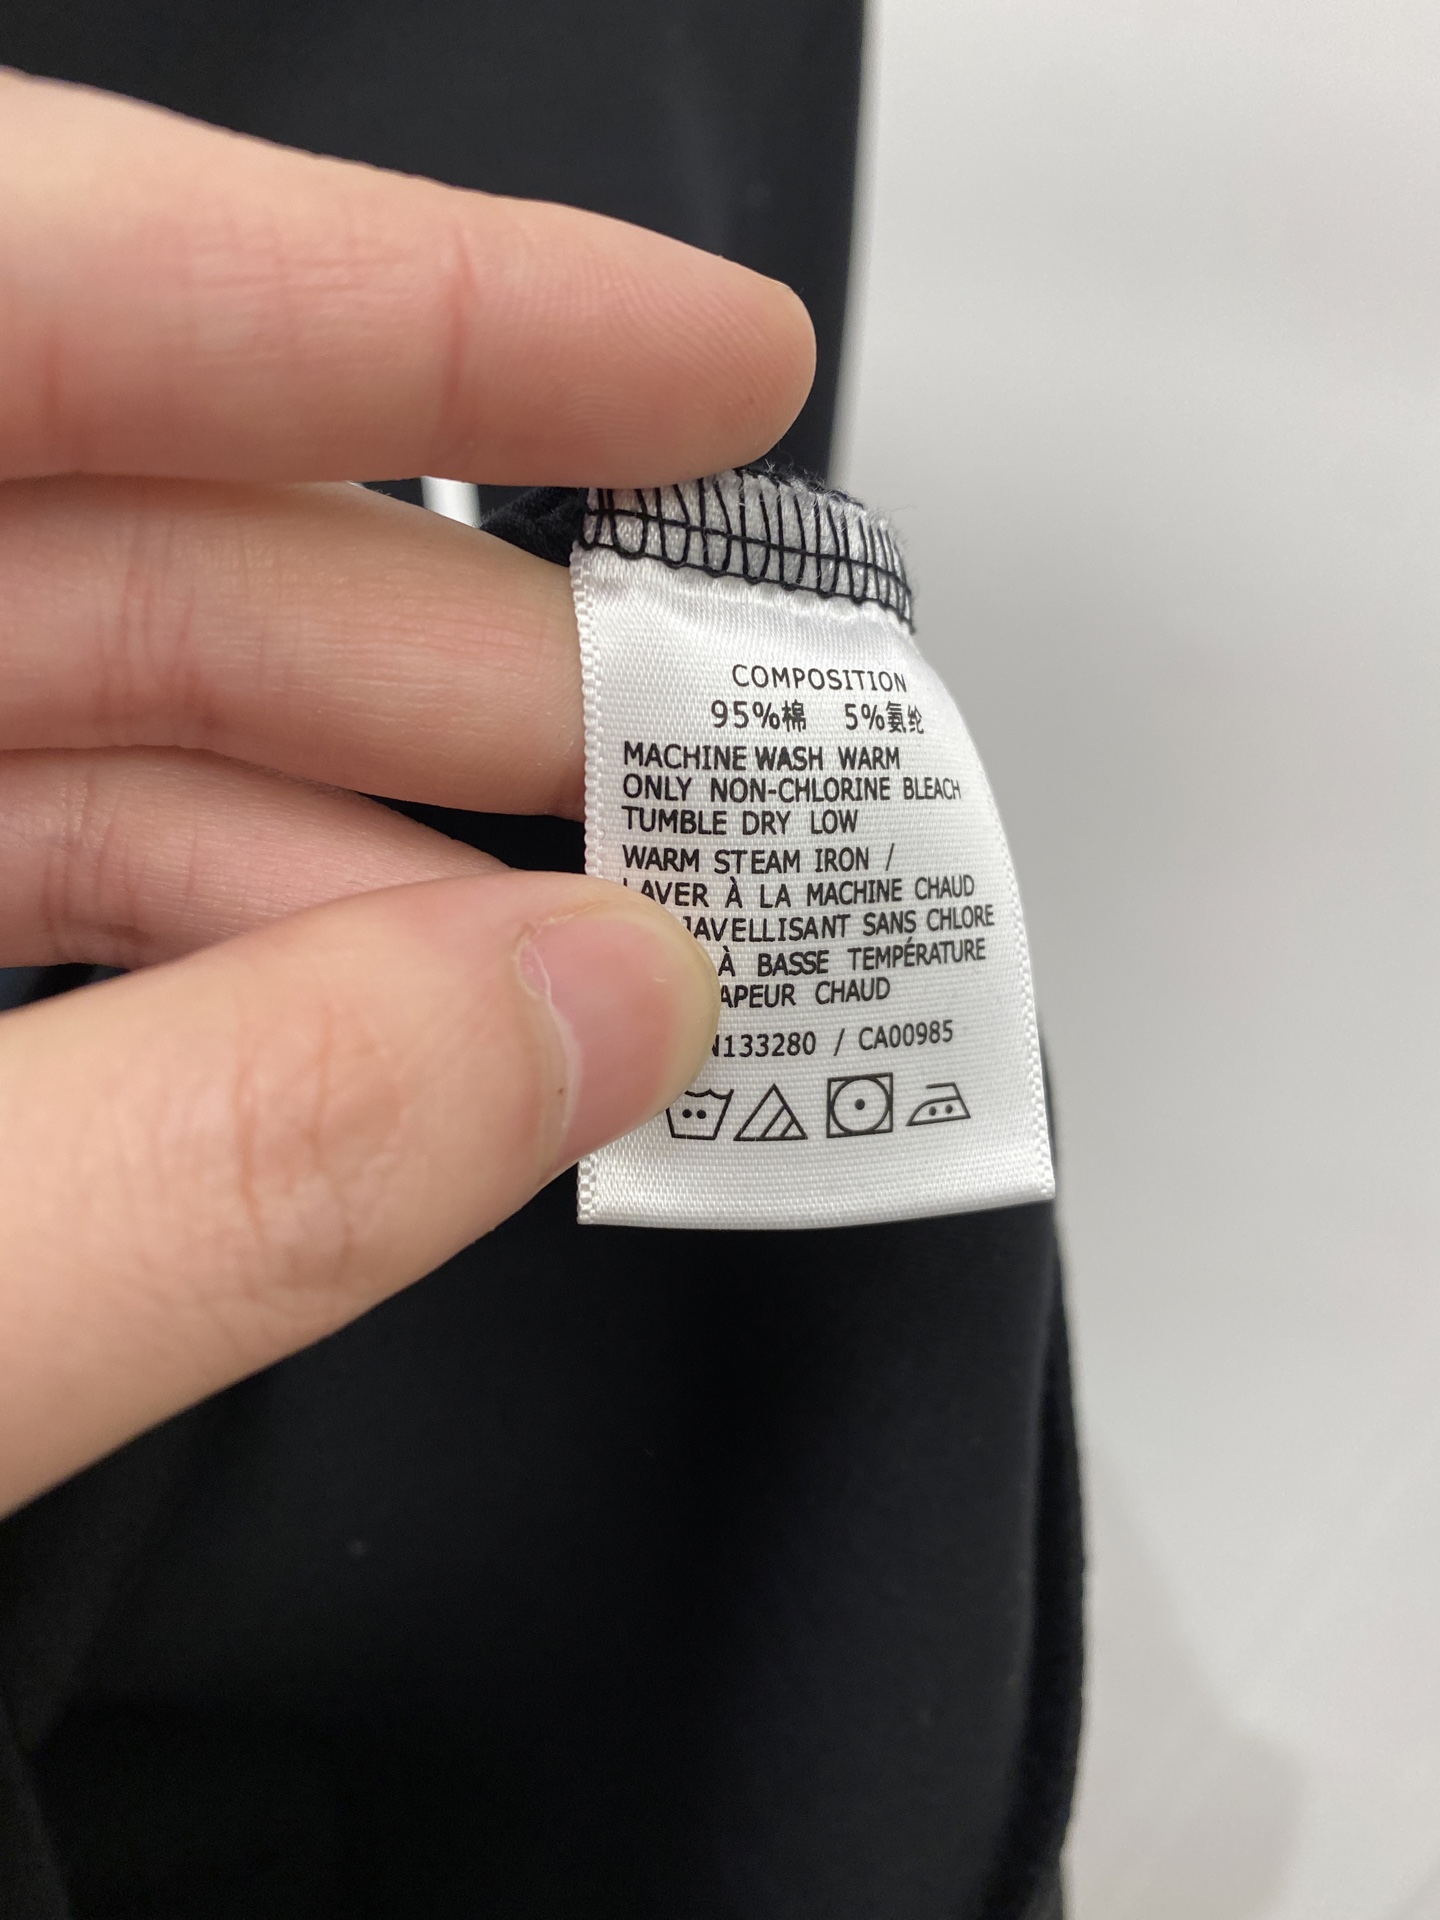 COMPOSITION
95%棉 5%氨纶
MACHINE WASH WARM
ONLY NON-CHLORINE BLEACH
TUMBLE DRY LOW
WARM STEAM IRON /
LAVER À LA MACHINE CHAUD
JAVELLISANT SANS CHLORE
À BASSE TEMPÉRATURE
CHAUD
/ CA00985